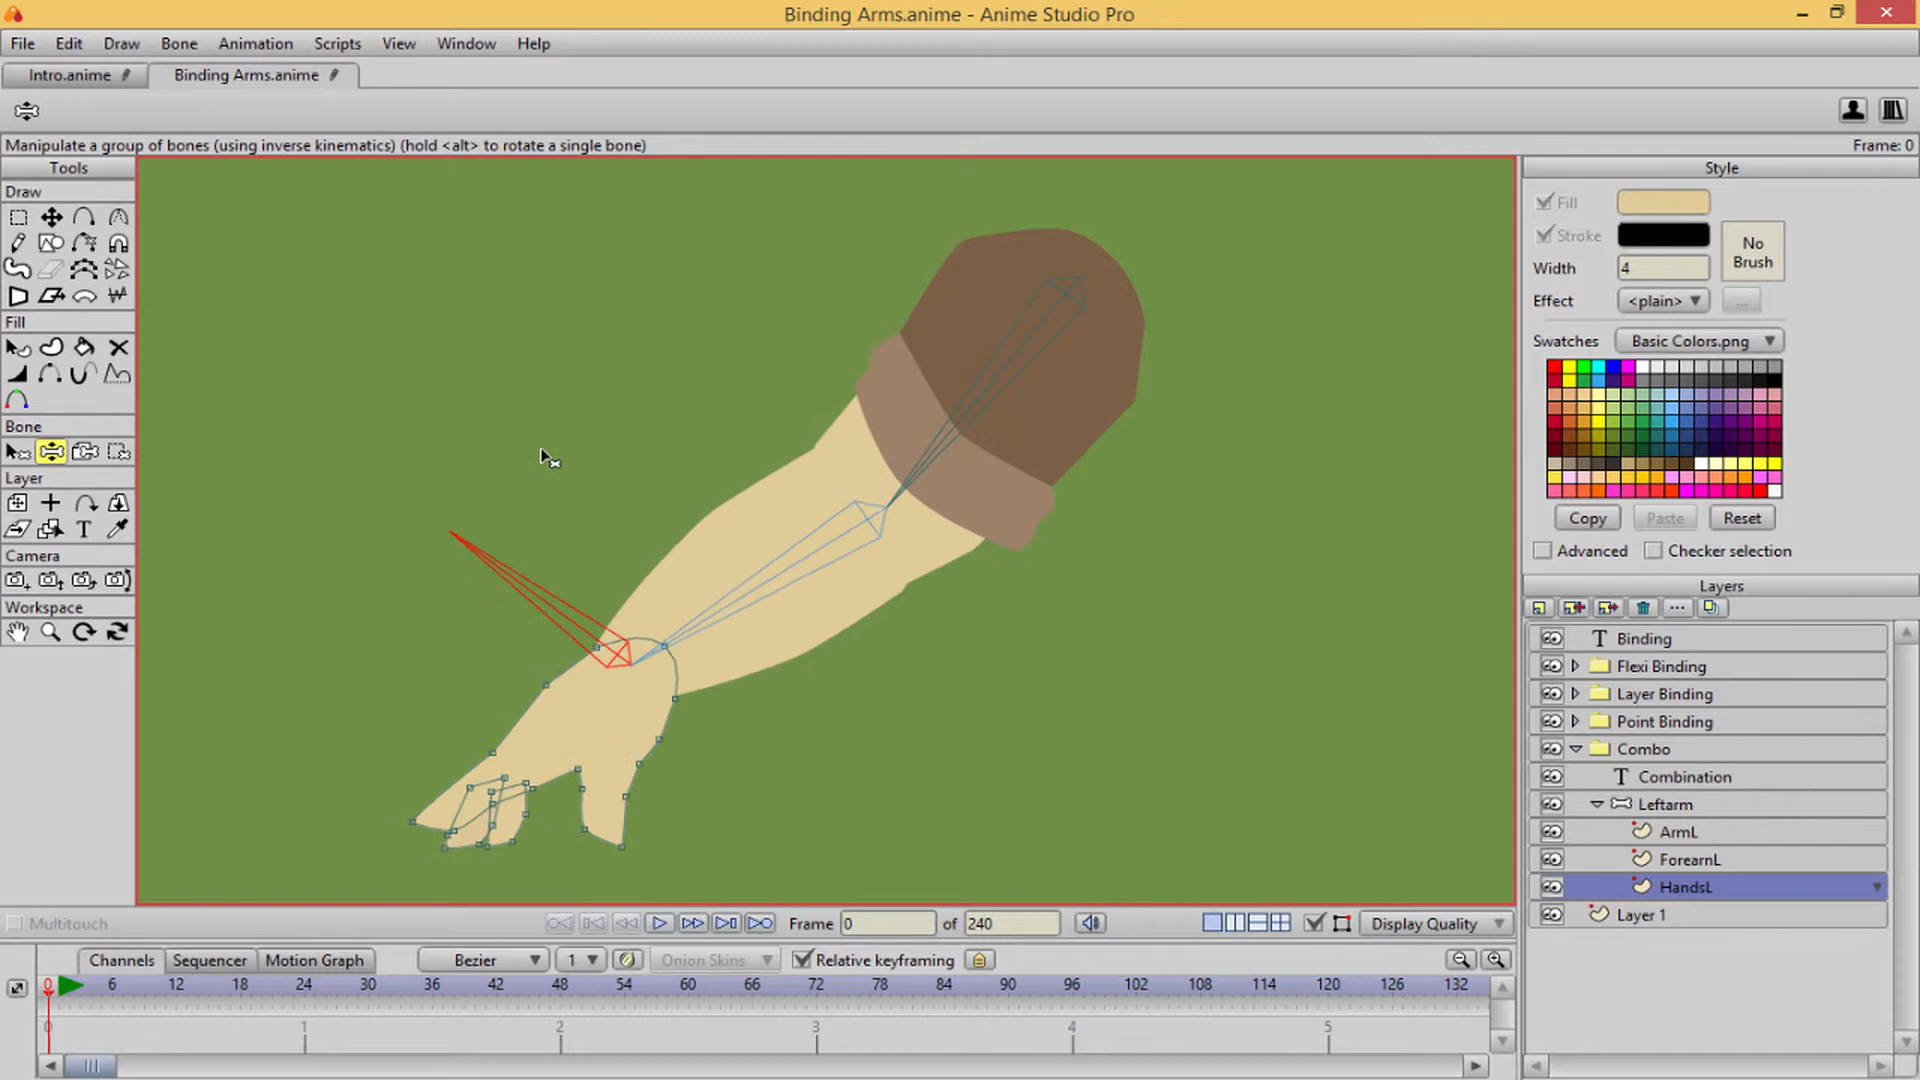 Binding Arms.anime - Anime Studio Pro
File Edit Draw Bone Animation Scripts View Window Help
Intro.anime Binding Arms.anime
Manipulate a group of bones (using inverse kinematics) (hold <alt> to rotate a single bone) Frame: 0
Tools
Draw
Fill
Bone
Layer
T
Camera
Workspace
Style
Fill
Stroke
No
Brush
Width 4
Effect <plain> ...
Swatches Basic Colors.png
Copy Paste Reset
Advanced Checker selection
Layers
T Binding
Flexi Binding
Layer Binding
Point Binding
Combo
T Combination
Leftarm
ArmL
ForearnL
HandsL
Layer 1
Multitouch Frame 0 of 240 Display Quality
Channels Sequencer Motion Graph Bezier 1 Onion Skins Relative keyframing
0 6 12 18 24 30 36 42 48 54 60 66 72 78 84 90 96 102 108 114 120 126 132
0 1 2 3 4 5